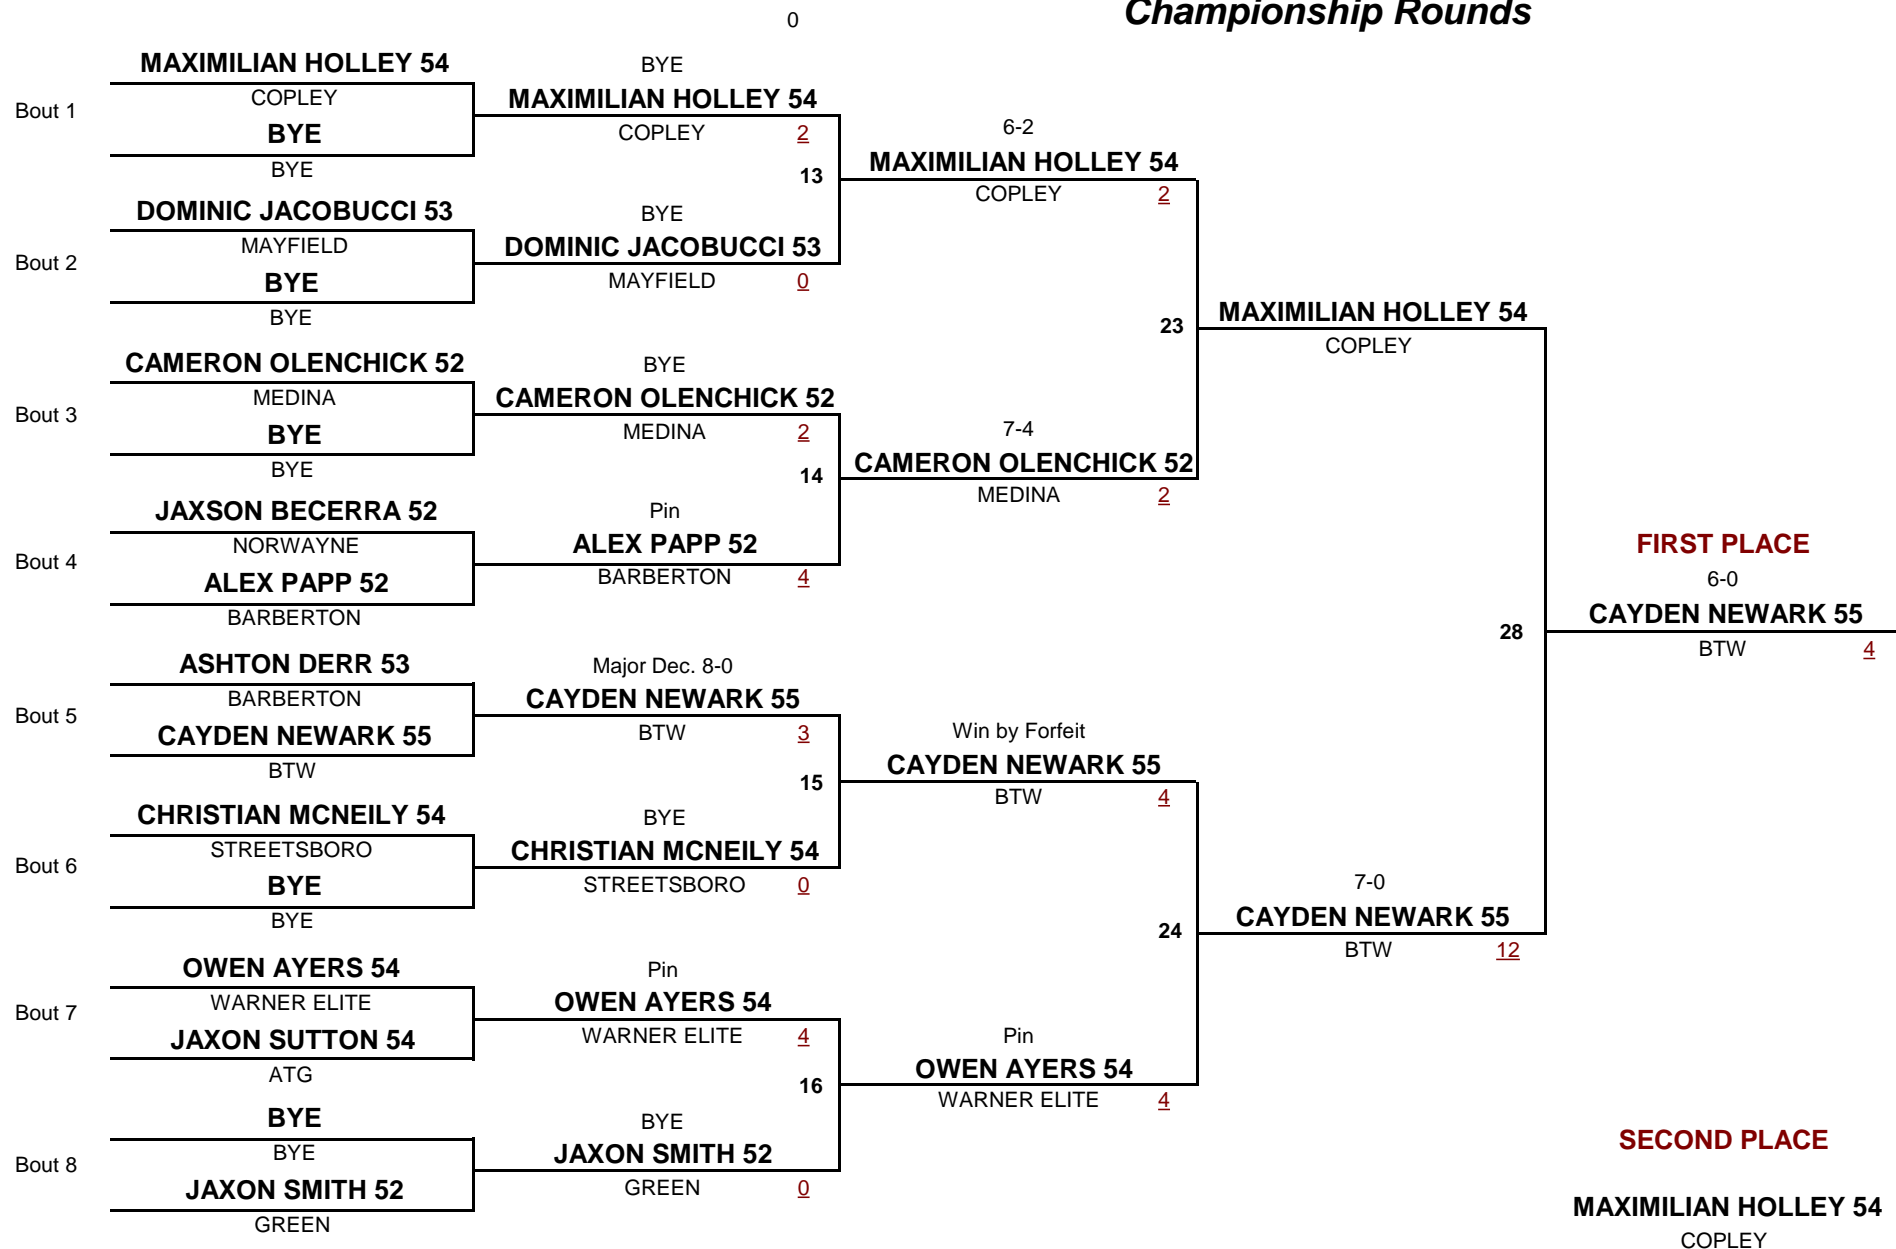 Championship Rounds
0
MAXIMILIAN HOLLEY 54
COPLEY
Bout 1
BYE
BYE
DOMINIC JACOBUCCI 53
MAYFIELD
Bout 2
BYE
BYE
CAMERON OLENCHICK 52
MEDINA
Bout 3
BYE
BYE
JAXSON BECERRA 52
NORWAYNE
Bout 4
ALEX PAPP 52
BARBERTON
ASHTON DERR 53
BARBERTON
Bout 5
CAYDEN NEWARK 55
BTW
CHRISTIAN MCNEILY 54
STREETSBORO
Bout 6
BYE
BYE
OWEN AYERS 54
WARNER ELITE
Bout 7
JAXON SUTTON 54
ATG
BYE
BYE
Bout 8
JAXON SMITH 52
GREEN
BYE
MAXIMILIAN HOLLEY 54
COPLEY 2
13
BYE
DOMINIC JACOBUCCI 53
MAYFIELD 0
BYE
CAMERON OLENCHICK 52
MEDINA 2
14
Pin
ALEX PAPP 52
BARBERTON 4
Major Dec. 8-0
CAYDEN NEWARK 55
BTW 3
15
BYE
CHRISTIAN MCNEILY 54
STREETSBORO 0
Pin
OWEN AYERS 54
WARNER ELITE 4
16
BYE
JAXON SMITH 52
GREEN 0
6-2
MAXIMILIAN HOLLEY 54
COPLEY 2
23
7-4
CAMERON OLENCHICK 52
MEDINA 2
Win by Forfeit
CAYDEN NEWARK 55
BTW 4
24
Pin
OWEN AYERS 54
WARNER ELITE 4
MAXIMILIAN HOLLEY 54
COPLEY
28
7-0
CAYDEN NEWARK 55
BTW 12
FIRST PLACE
6-0
CAYDEN NEWARK 55
BTW 4
SECOND PLACE
MAXIMILIAN HOLLEY 54
COPLEY